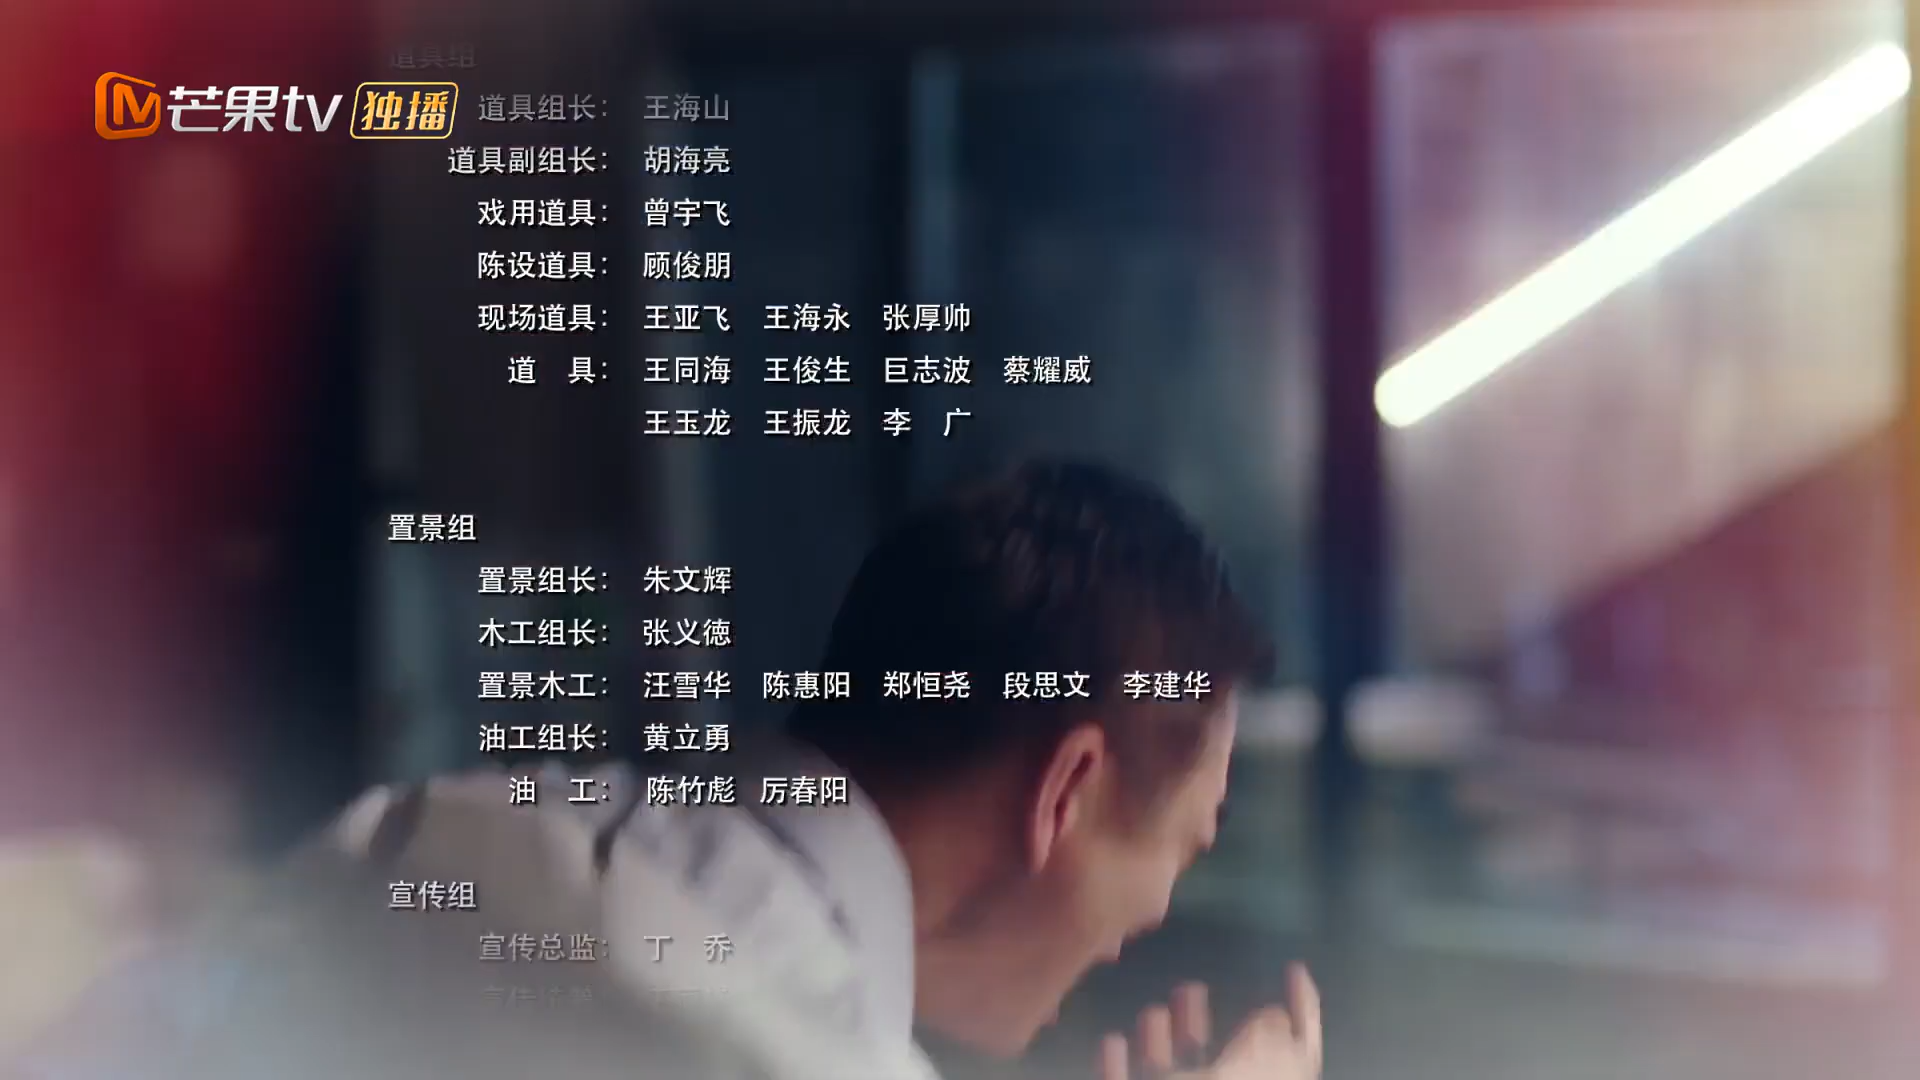 道具组
芒果tv 独播
道具组长： 王海山
道具副组长： 胡海亮
戏用道具： 曾宇飞
陈设道具： 顾俊朋
现场道具： 王亚飞 王海永 张厚帅
道 具： 王同海 王俊生 巨志波 蔡耀威
王玉龙 王振龙 李 广
置景组
置景组长： 朱文辉
木工组长： 张义德
置景木工： 汪雪华 陈惠阳 郑恒尧 段思文 李建华
油工组长： 黄立勇
油 工： 陈竹彪 厉春阳
宣传组
宣传总监： 丁 乔